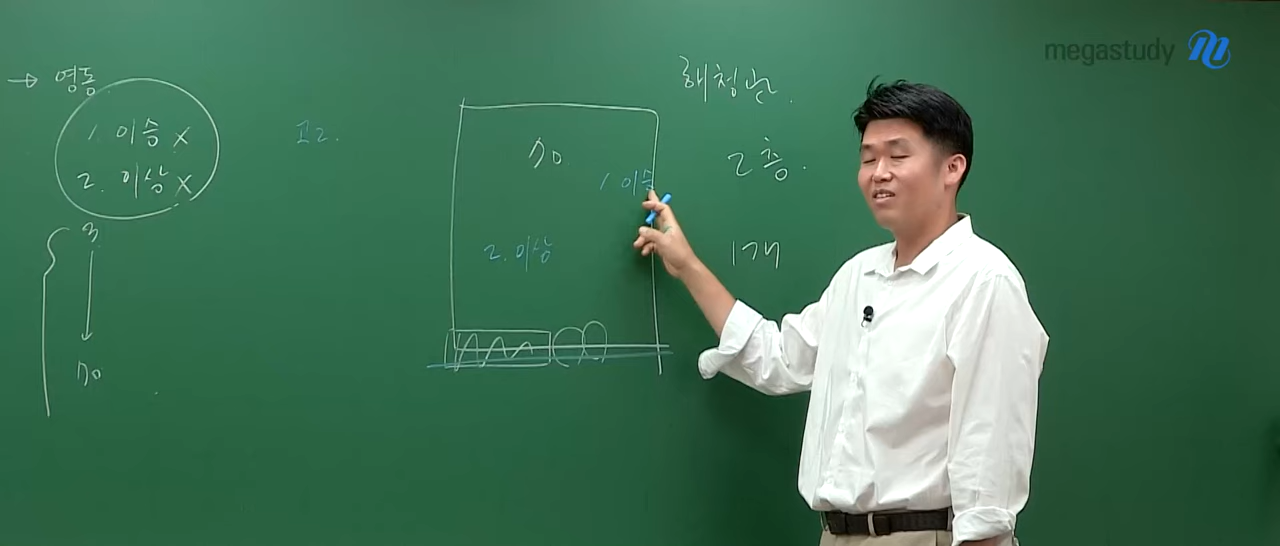 megastudy
→ 영동
1. 이승 x
2. 이상 x
3
70
고2.
70.
1. 이승
2. 이상
해청관.
2층.
1개